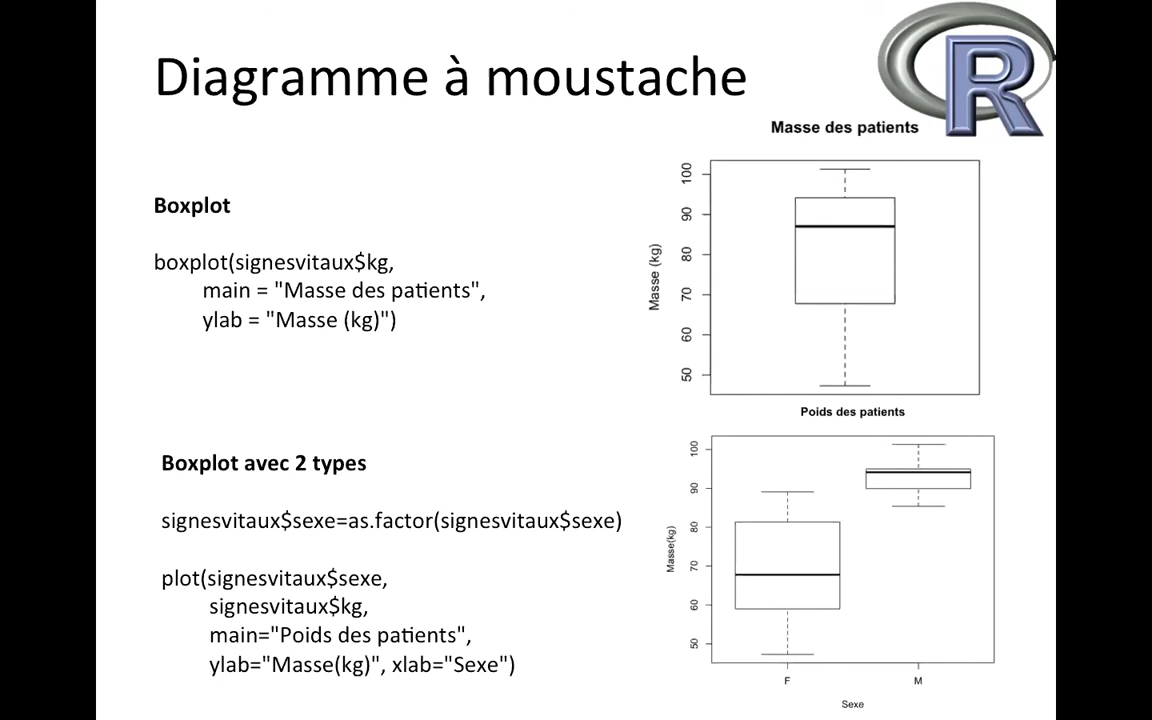 Diagramme à moustache
R
Masse des patients
Boxplot
boxplot(signesvitaux$kg,
main = "Masse des patients",
ylab = "Masse (kg)")
Masse (kg)
100
90
80
70
60
50
Poids des patients
Boxplot avec 2 types
signesvitaux$sexe=as.factor(signesvitaux$sexe)
plot(signesvitaux$sexe,
signesvitaux$kg,
main="Poids des patients",
ylab="Masse(kg)", xlab="Sexe")
Masse(kg)
100
90
80
70
60
50
F M
Sexe